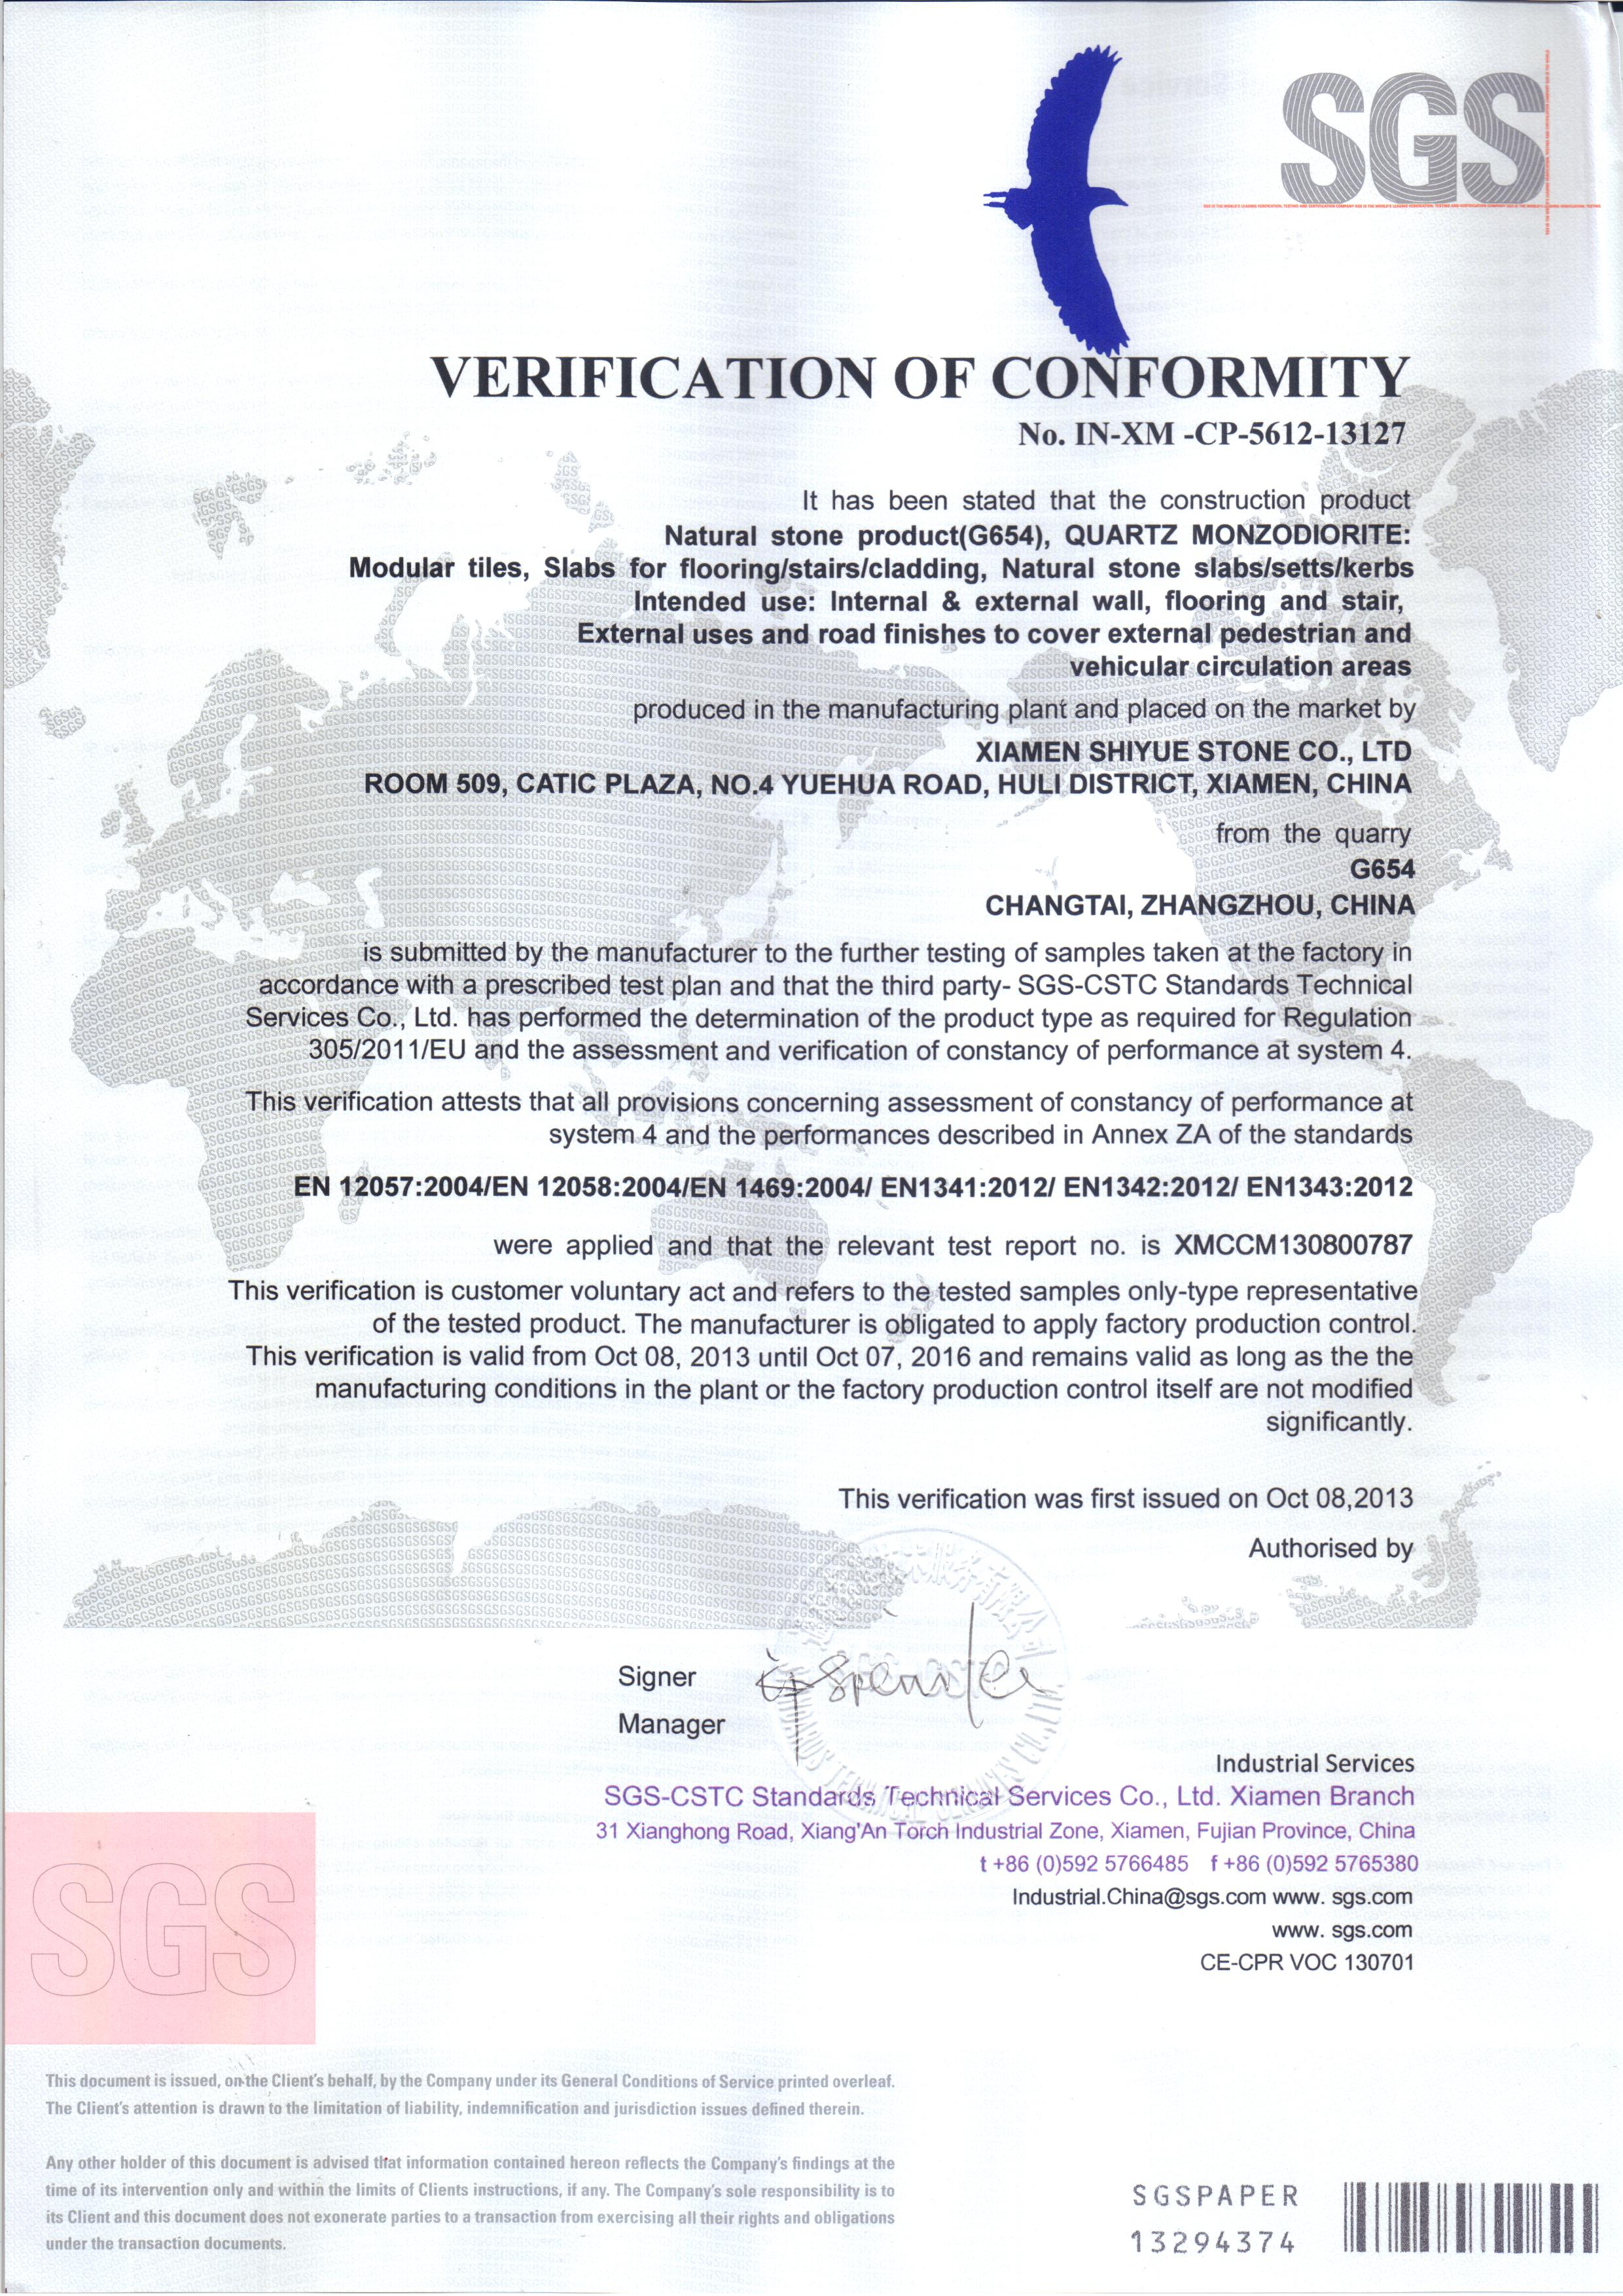 SGS
VERIFICATION OF CONFORMITY
No. IN-XM -CP-5612-13127
It has been stated that the construction product
Natural stone product(G654), QUARTZ MONZODIORITE:
Modular tiles, Slabs for flooring/stairs/cladding, Natural stone slabs/setts/kerbs
Intended use: Internal & external wall, flooring and stair,
External uses and road finishes to cover external pedestrian and
vehicular circulation areas
produced in the manufacturing plant and placed on the market by
XIAMEN SHIYUE STONE CO., LTD
ROOM 509, CATIC PLAZA, NO.4 YUEHUA ROAD, HULI DISTRICT, XIAMEN, CHINA
from the quarry
G654
CHANGTAI, ZHANGZHOU, CHINA
is submitted by the manufacturer to the further testing of samples taken at the factory in
accordance with a prescribed test plan and that the third party- SGS-CSTC Standards Technical
Services Co., Ltd. has performed the determination of the product type as required for Regulation
305/2011/EU and the assessment and verification of constancy of performance at system 4.
This verification attests that all provisions concerning assessment of constancy of performance at
system 4 and the performances described in Annex ZA of the standards
EN 12057:2004/EN 12058:2004/EN 1469:2004/ EN1341:2012/ EN1342:2012/ EN1343:2012
were applied and that the relevant test report no. is XMCCM130800787
This verification is customer voluntary act and refers to the tested samples only-type representative
of the tested product. The manufacturer is obligated to apply factory production control.
This verification is valid from Oct 08, 2013 until Oct 07, 2016 and remains valid as long as the the
manufacturing conditions in the plant or the factory production control itself are not modified
significantly.
This verification was first issued on Oct 08,2013
Authorised by
Signer
Manager
Industrial Services
SGS-CSTC Standards Technical Services Co., Ltd. Xiamen Branch
31 Xianghong Road, Xiang'An Torch Industrial Zone, Xiamen, Fujian Province, China
t +86 (0)592 5766485 f +86 (0)592 5765380
Industrial.China@sgs.com www. sgs.com
www. sgs.com
CE-CPR VOC 130701
SGS
This document is issued, on the Client's behalf, by the Company under its General Conditions of Service printed overleaf.
The Client's attention is drawn to the limitation of liability, indemnification and jurisdiction issues defined therein.
Any other holder of this document is advised that information contained hereon reflects the Company's findings at the
time of its intervention only and within the limits of Clients instructions, if any. The Company's sole responsibility is to
its Client and this document does not exonerate parties to a transaction from exercising all their rights and obligations
under the transaction documents.
SGSPAPER
13294374